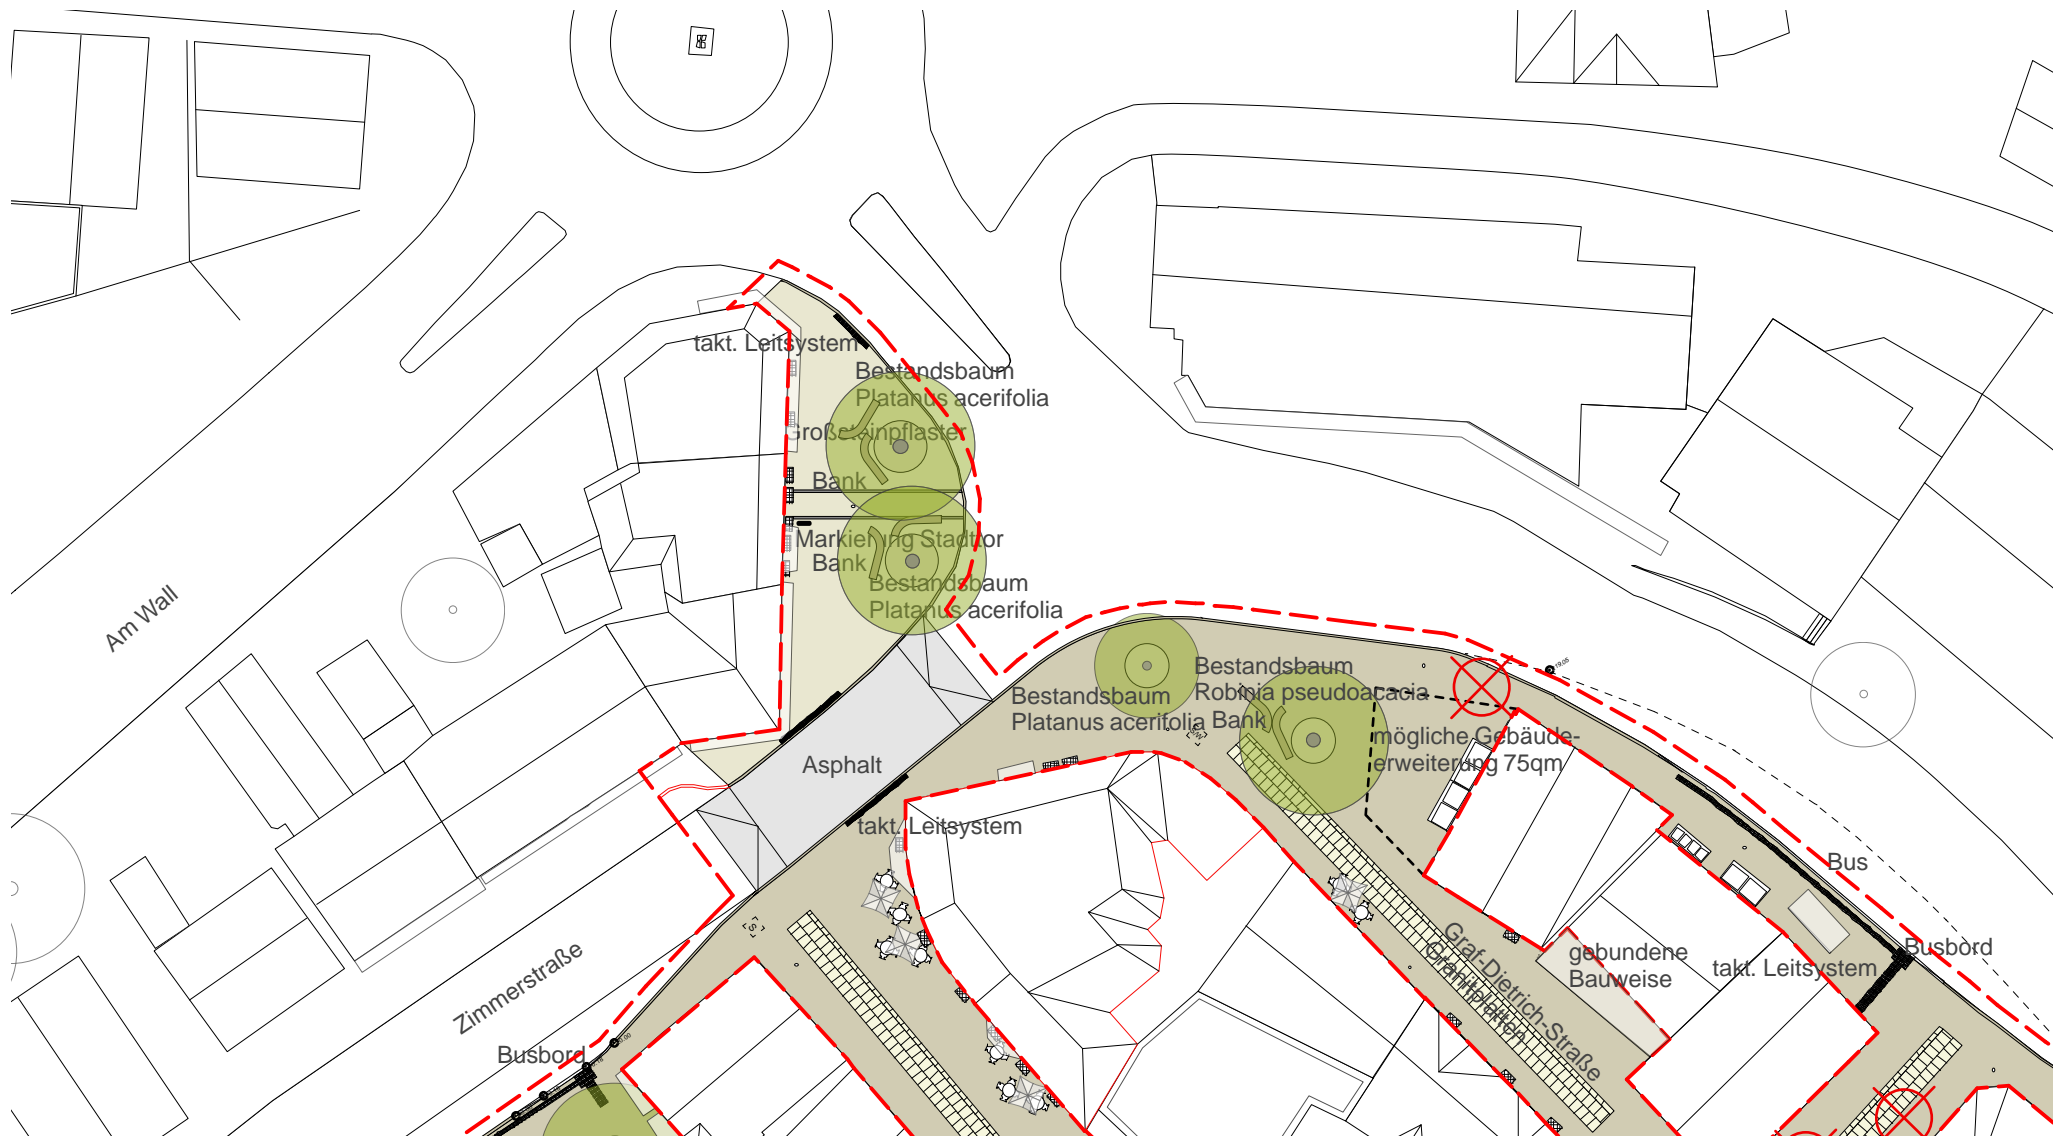 takt. Leitsystem
Bestandsbaum
Platanus acerifolia
Großsteinpflaster
Bank
Markierung Stadttor
Bank
Bestandsbaum
Platanus acerifolia
Am Wall
Bestandsbaum
Robinia pseudoacacia
Bestandsbaum
Platanus acerifolia
Bank
mögliche Gebäude-
erweiterung 75qm
Asphalt
takt. Leitsystem
Bus
Busbord
takt. Leitsystem
gebundene
Bauweise
Graf-Dietrich-Straße
Granitplatten
Zimmerstraße
Busbord
19.05
S/W
S